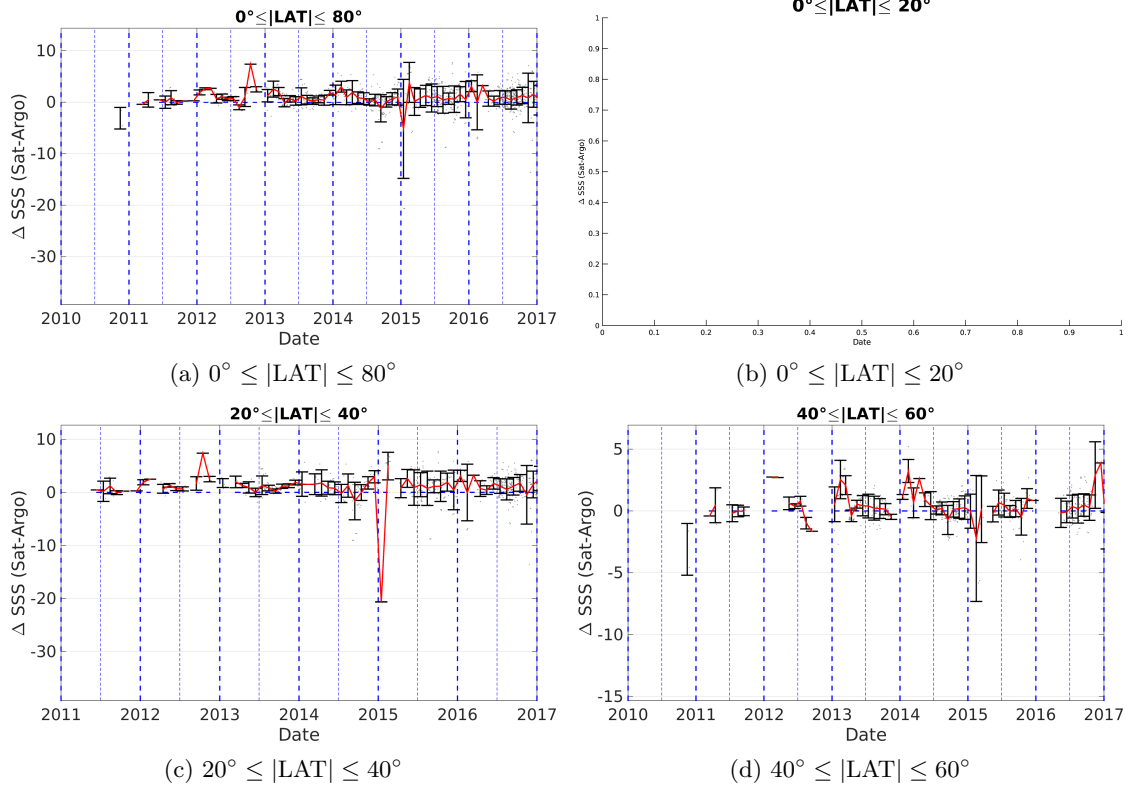 0°≤|LAT|≤ 80°
10
0
-10
-20
-30
Δ SSS (Sat-Argo)
2010 2011 2012 2013 2014 2015 2016 2017
Date
(a) 0° ≤ |LAT| ≤ 80°
0°≤|LAT|≤ 20°
1
0.9
0.8
0.7
0.6
0.5
0.4
0.3
0.2
0.1
0
Δ SSS (Sat-Argo)
0 0.1 0.2 0.3 0.4 0.5 0.6 0.7 0.8 0.9 1
Date
(b) 0° ≤ |LAT| ≤ 20°
20°≤|LAT|≤ 40°
10
0
-10
-20
-30
Δ SSS (Sat-Argo)
2011 2012 2013 2014 2015 2016 2017
Date
(c) 20° ≤ |LAT| ≤ 40°
40°≤|LAT|≤ 60°
5
0
-5
-10
-15
Δ SSS (Sat-Argo)
2010 2011 2012 2013 2014 2015 2016 2017
Date
(d) 40° ≤ |LAT| ≤ 60°